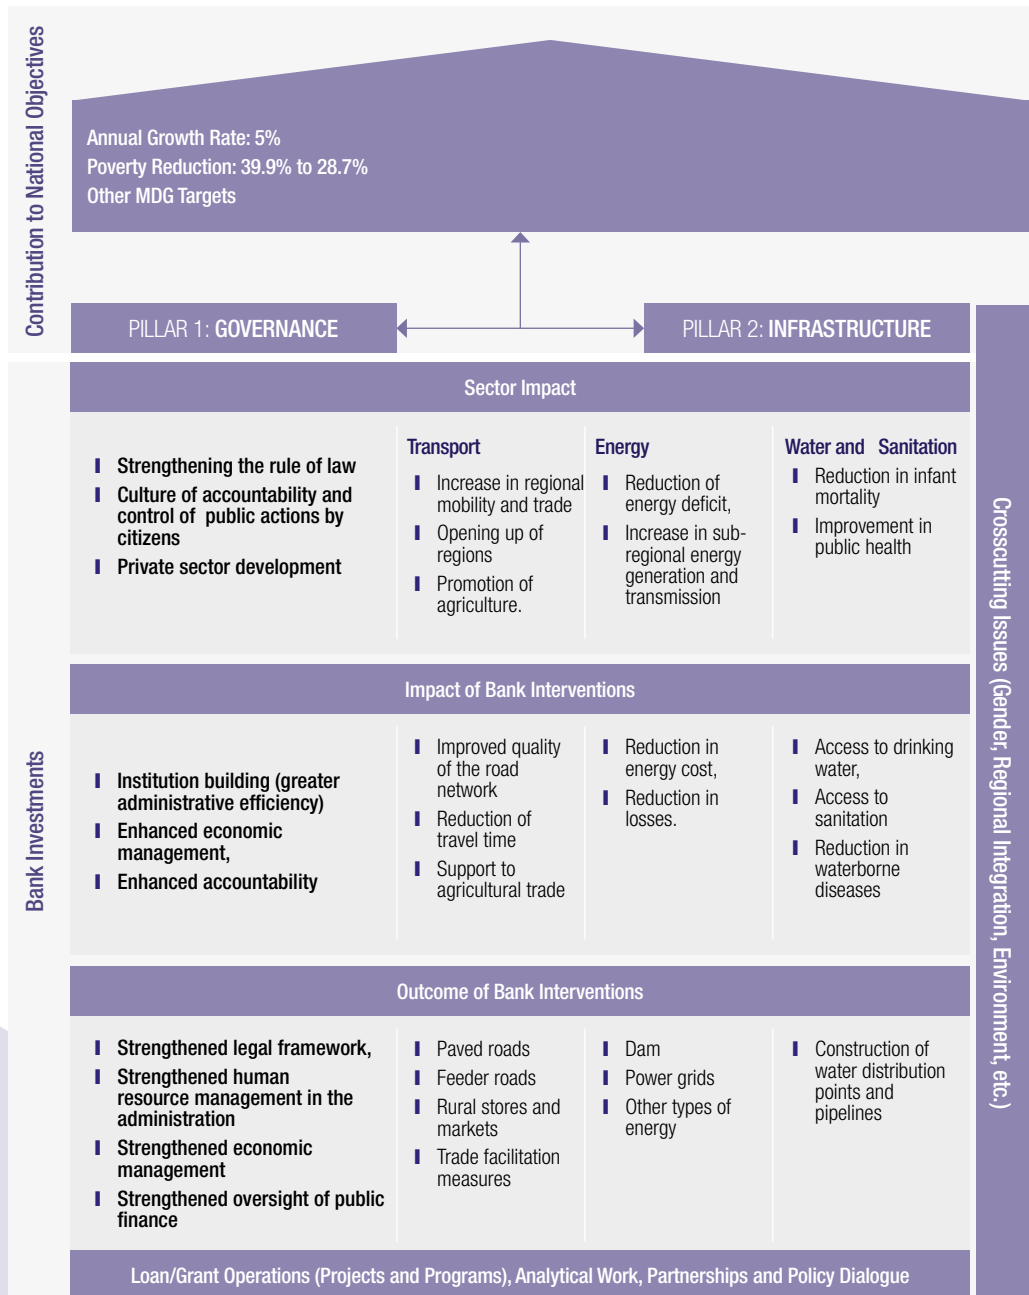 Contribution to National Objectives
Annual Growth Rate: 5%
Poverty Reduction: 39.9% to 28.7%
Other MDG Targets
PILLAR 1: GOVERNANCE
PILLAR 2: INFRASTRUCTURE
Crosscutting Issues (Gender, Regional Integration, Environment, etc.)
Bank Investments
Sector Impact
Strengthening the rule of law
Culture of accountability and
control of public actions by
citizens
Private sector development
Transport
Increase in regional
mobility and trade
Opening up of
regions
Promotion of
agriculture.
Energy
Reduction of
energy deficit,
Increase in sub-
regional energy
generation and
transmission
Water and Sanitation
Reduction in infant
mortality
Improvement in
public health
Impact of Bank Interventions
Institution building (greater
administrative efficiency)
Enhanced economic
management,
Enhanced accountability
Improved quality
of the road
network
Reduction of
travel time
Support to
agricultural trade
Reduction in
energy cost,
Reduction in
losses.
Access to drinking
water,
Access to
sanitation
Reduction in
waterborne
diseases
Outcome of Bank Interventions
Strengthened legal framework,
Strengthened human
resource management in the
administration
Strengthened economic
management
Strengthened oversight of public
finance
Paved roads
Feeder roads
Rural stores and
markets
Trade facilitation
measures
Dam
Power grids
Other types of
energy
Construction of
water distribution
points and
pipelines
Loan/Grant Operations (Projects and Programs), Analytical Work, Partnerships and Policy Dialogue